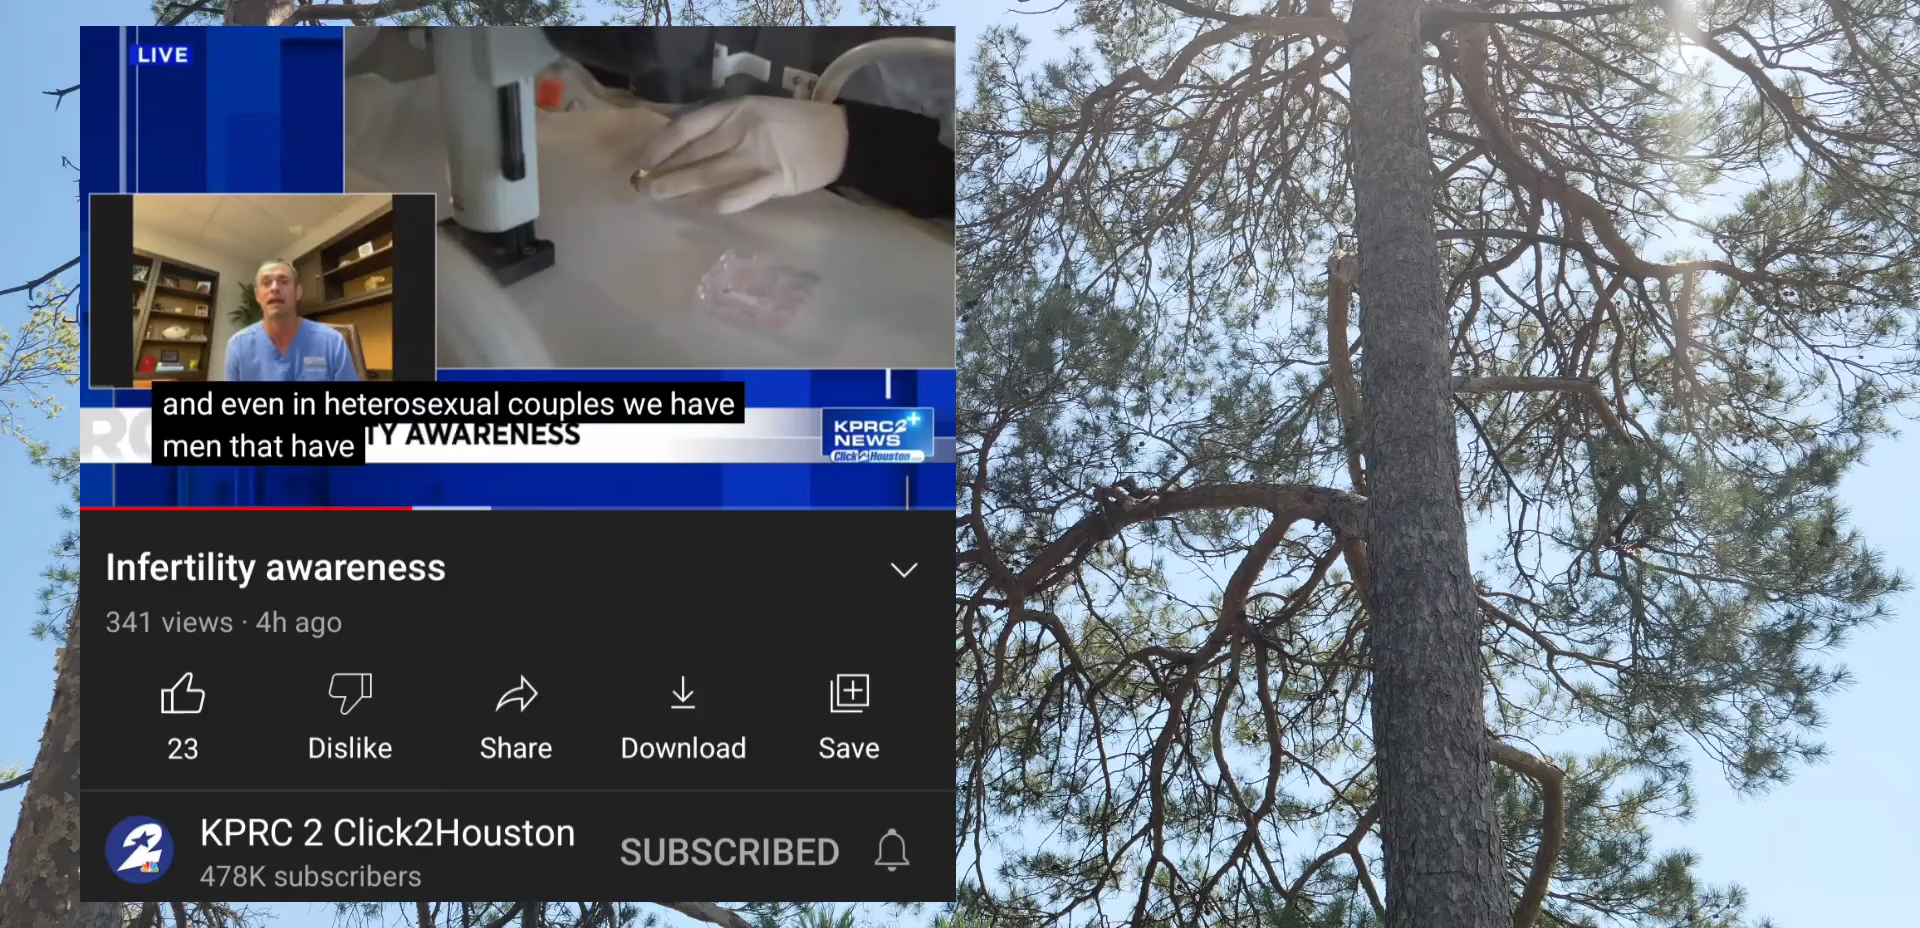 LIVE
and even in heterosexual couples we have
men that have
TY AWARENESS
KPRC2+
NEWS
Click2Houston
Infertility awareness
341 views · 4h ago
23
Dislike
Share
Download
Save
KPRC 2 Click2Houston
478K subscribers
SUBSCRIBED